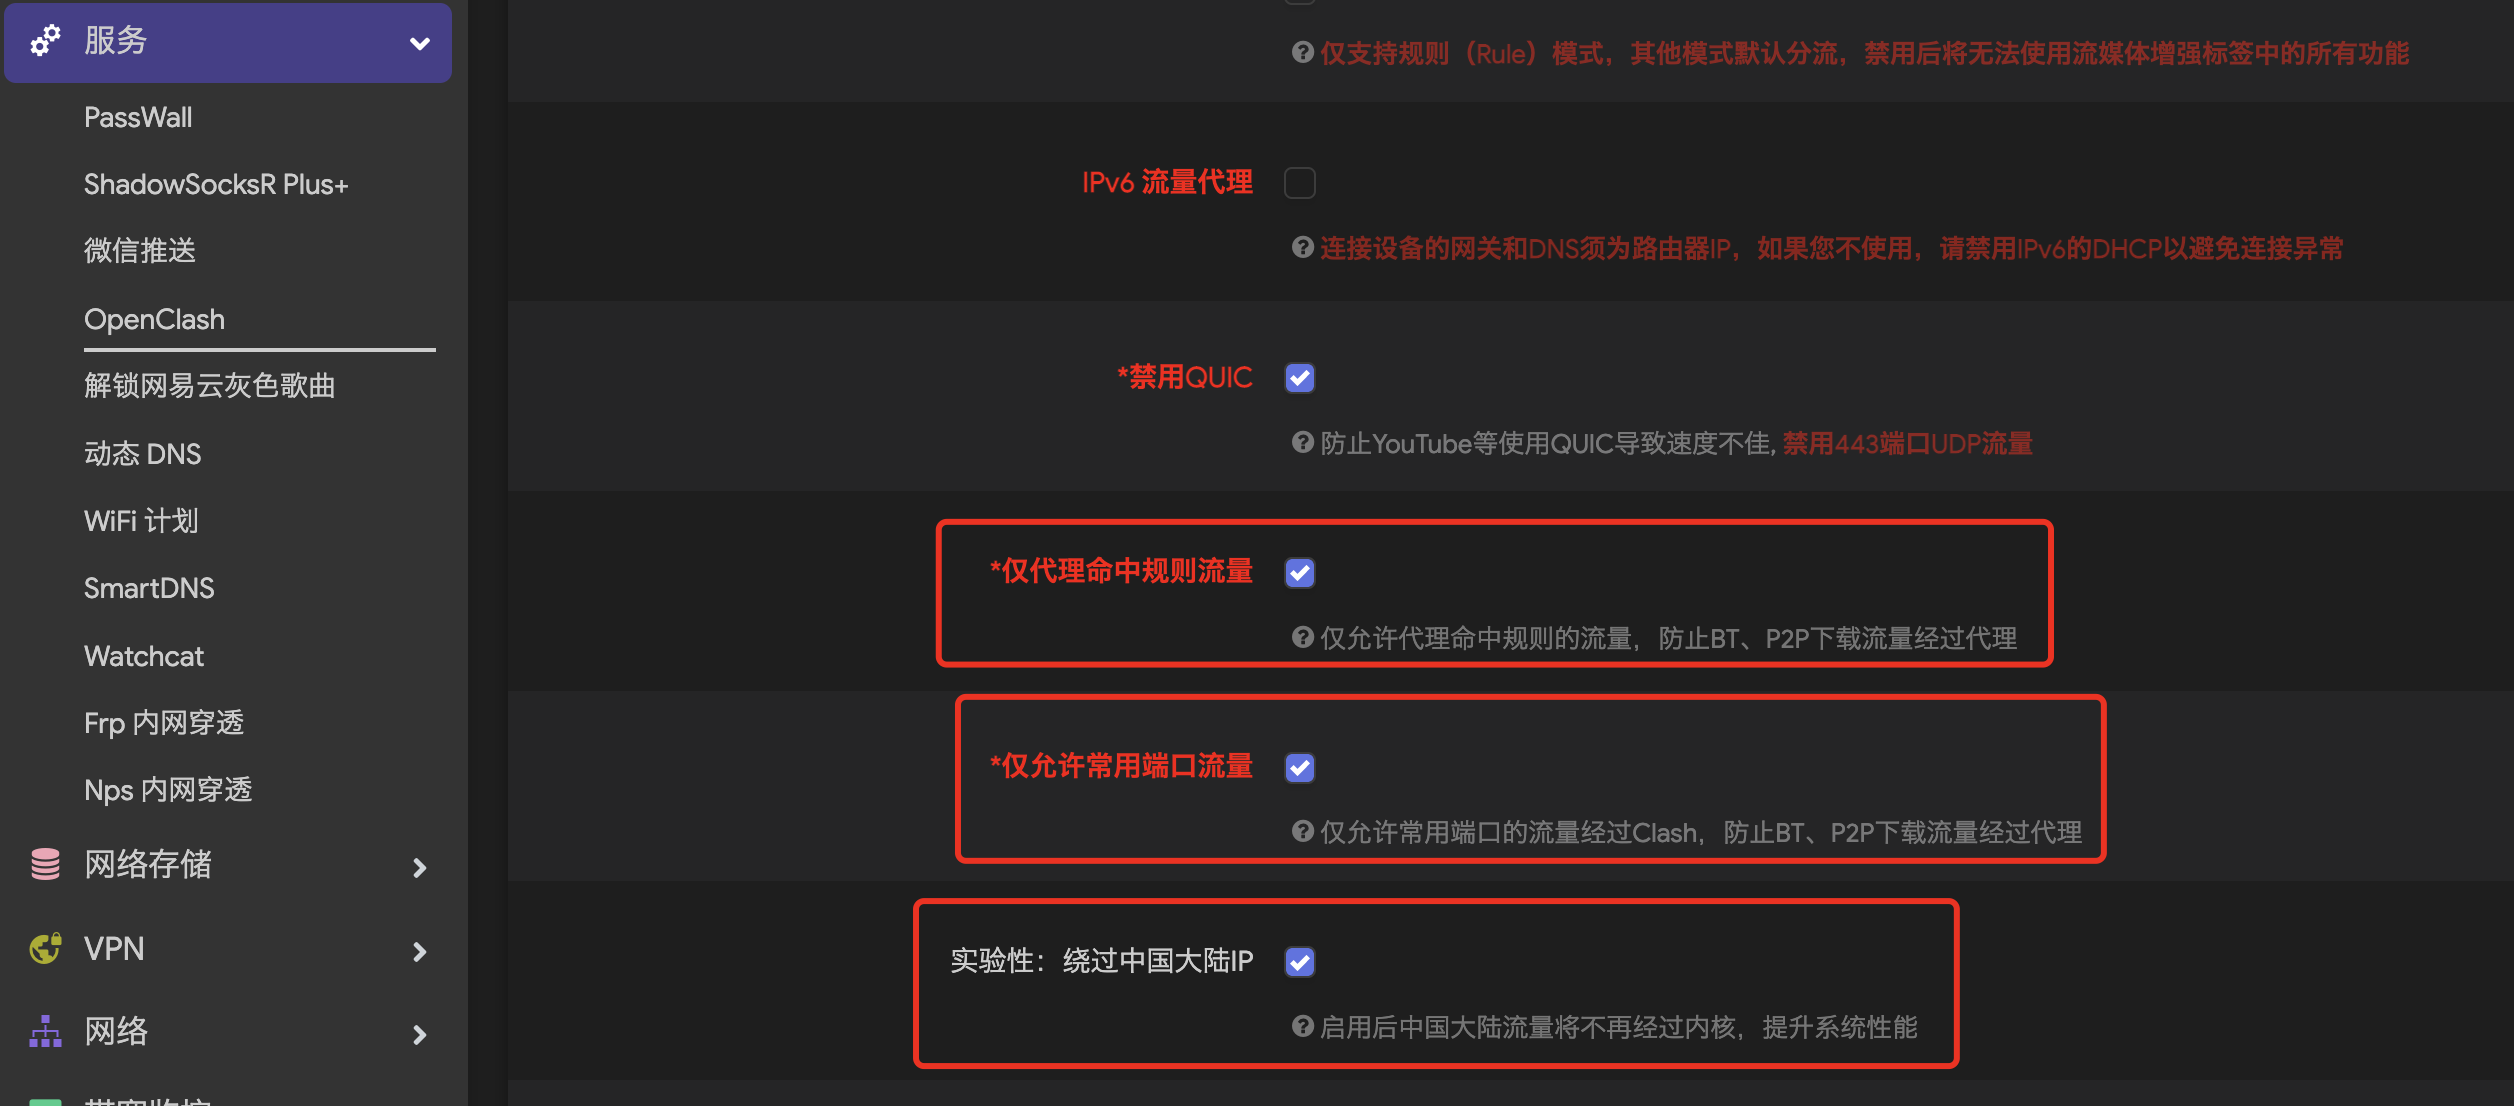 服务
PassWall
ShadowSocksR Plus+
微信推送
OpenClash
解锁网易云灰色歌曲
动态 DNS
WiFi 计划
SmartDNS
Watchcat
Frp 内网穿透
Nps 内网穿透
网络存储
VPN
网络
仅支持规则（Rule）模式，其他模式默认分流，禁用后将无法使用流媒体增强标签中的所有功能
IPv6 流量代理
连接设备的网关和DNS须为路由器IP，如果您不使用，请禁用IPv6的DHCP以避免连接异常
*禁用QUIC
防止YouTube等使用QUIC导致速度不佳, 禁用443端口UDP流量
*仅代理命中规则流量
仅允许代理命中规则的流量，防止BT、P2P下载流量经过代理
*仅允许常用端口流量
仅允许常用端口的流量经过Clash，防止BT、P2P下载流量经过代理
实验性：绕过中国大陆IP
启用后中国大陆流量将不再经过内核，提升系统性能